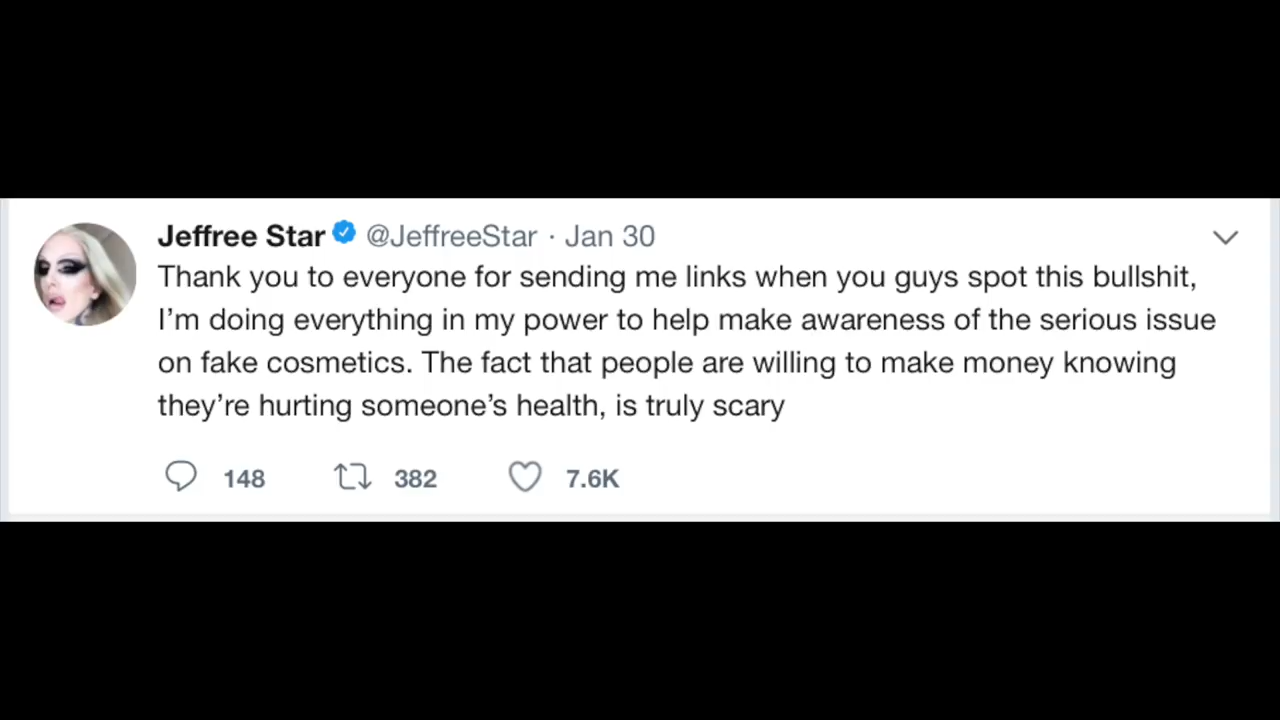 Jeffree Star @JeffreeStar · Jan 30
Thank you to everyone for sending me links when you guys spot this bullshit,
I'm doing everything in my power to help make awareness of the serious issue
on fake cosmetics. The fact that people are willing to make money knowing
they're hurting someone's health, is truly scary
148 382 7.6K